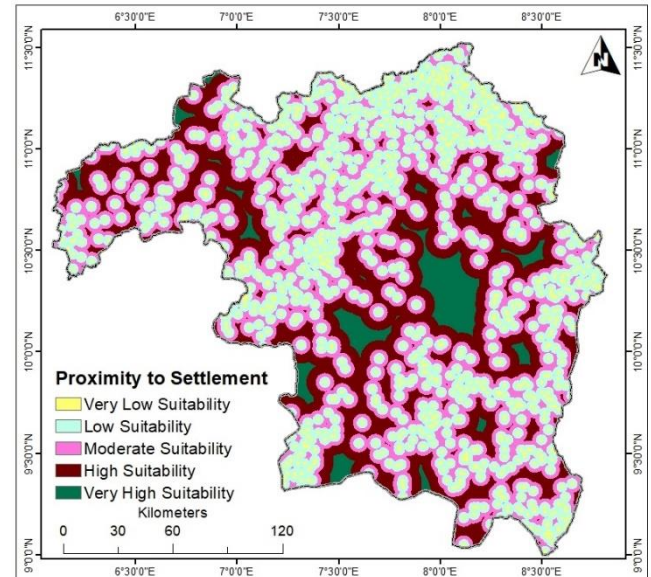 6°30'0"E 7°0'0"E 7°30'0"E 8°0'0"E 8°30'0"E
11°30'0"N 11°30'0"N
N
11°0'0"N 11°0'0"N
10°30'0"N 10°30'0"N
10°0'0"N 10°0'0"N
Proximity to Settlement
Very Low Suitability
Low Suitability
Moderate Suitability
High Suitability
Very High Suitability
9°30'0"N 9°30'0"N
Kilometers
0 30 60 120
9°0'0"N 9°0'0"N
6°30'0"E 7°0'0"E 7°30'0"E 8°0'0"E 8°30'0"E